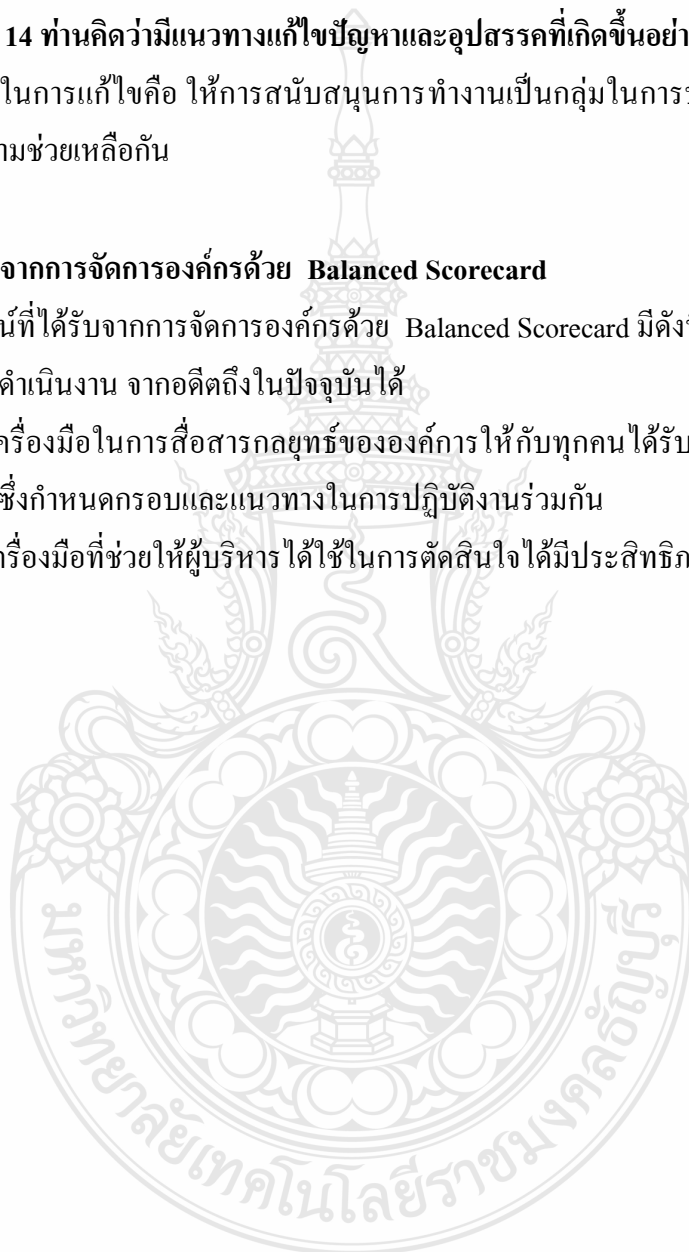 14 ท่านคิดว่ามีแนวทางแก้ไขปัญหาและอุปสรรคที่เกิดขึ้นอย่า
ในการแก้ไขคือ ให้การสนับสนุนการทำงานเป็นกลุ่มในการ
ามช่วยเหลือกัน
จากการจัดการองค์กรด้วย Balanced Scorecard
น์ที่ได้รับจากการจัดการองค์กรด้วย Balanced Scorecard มีดังนี้
ดำเนินงาน จากอดีตถึงในปัจจุบันได้
ครื่องมือในการสื่อสารกลยุทธ์ขององค์การให้กับทุกคนได้รับ
ซึ่งกำหนดกรอบและแนวทางในการปฏิบัติงานร่วมกัน
ครื่องมือที่ช่วยให้ผู้บริหารได้ใช้ในการตัดสินใจได้มีประสิทธิภ
มหาวิทยาลัยเทคโนโลยีราชมงคลธัญบุรี